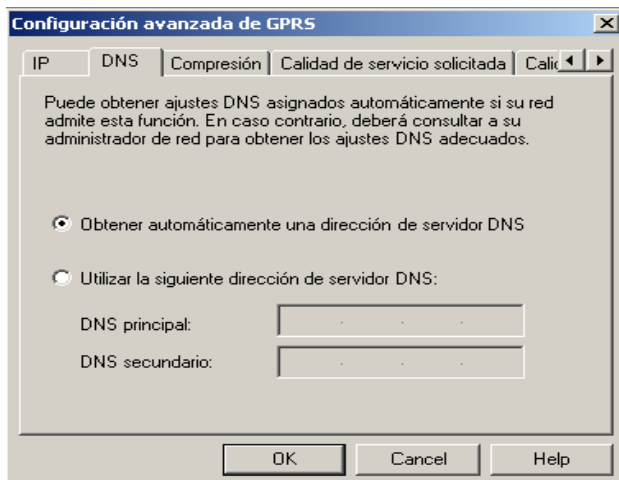 Configuración avanzada de GPRS
IP DNS Compresión Calidad de servicio solicitada Calid
Puede obtener ajustes DNS asignados automáticamente si su red
admite esta función. En caso contrario, deberá consultar a su
administrador de red para obtener los ajustes DNS adecuados.
Obtener automáticamente una dirección de servidor DNS
Utilizar la siguiente dirección de servidor DNS:
DNS principal:
DNS secundario:
OK Cancel Help